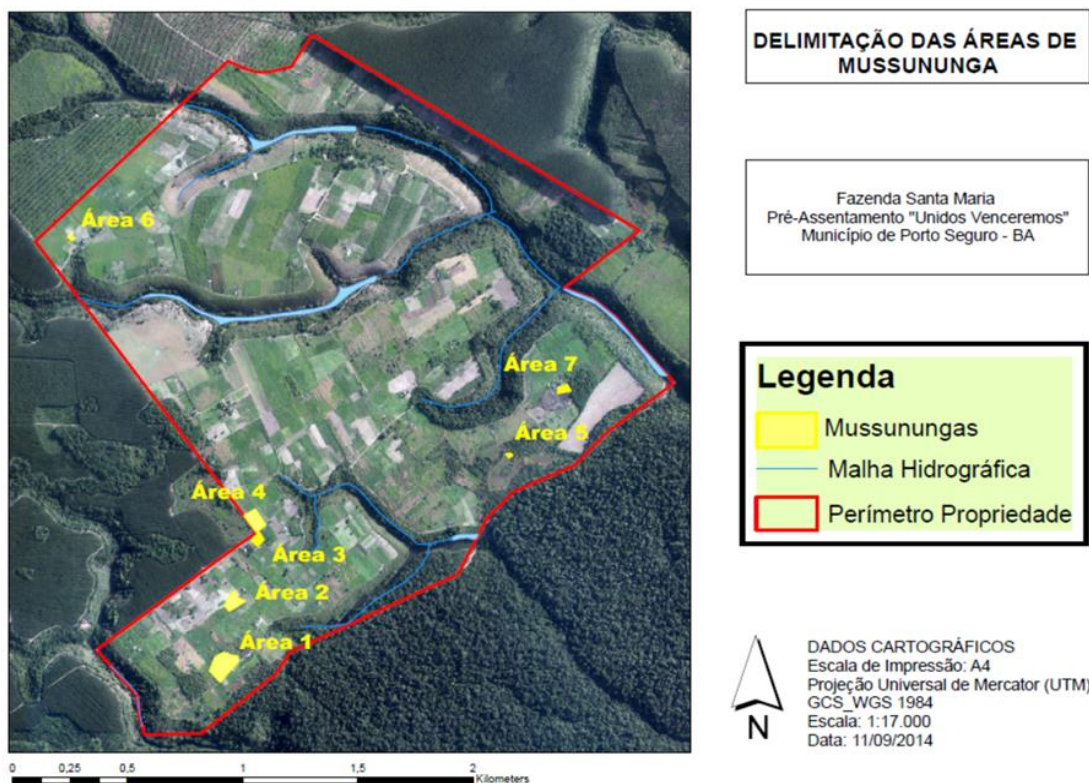 DELIMITAÇÃO DAS ÁREAS DE
MUSSUNUNGA
Fazenda Santa Maria
Pré-Assentamento "Unidos Venceremos"
Município de Porto Seguro - BA
Área 6
Área 7
Área 5
Área 4
Área 3
Área 2
Área 1
Legenda
Mussunungas
Malha Hidrográfica
Perímetro Propriedade
N
DADOS CARTOGRÁFICOS
Escala de Impressão: A4
Projeção Universal de Mercator (UTM)
GCS_WGS 1984
Escala: 1:17.000
Data: 11/09/2014
0 0,25 0,5 1 1,5 2
Kilometers